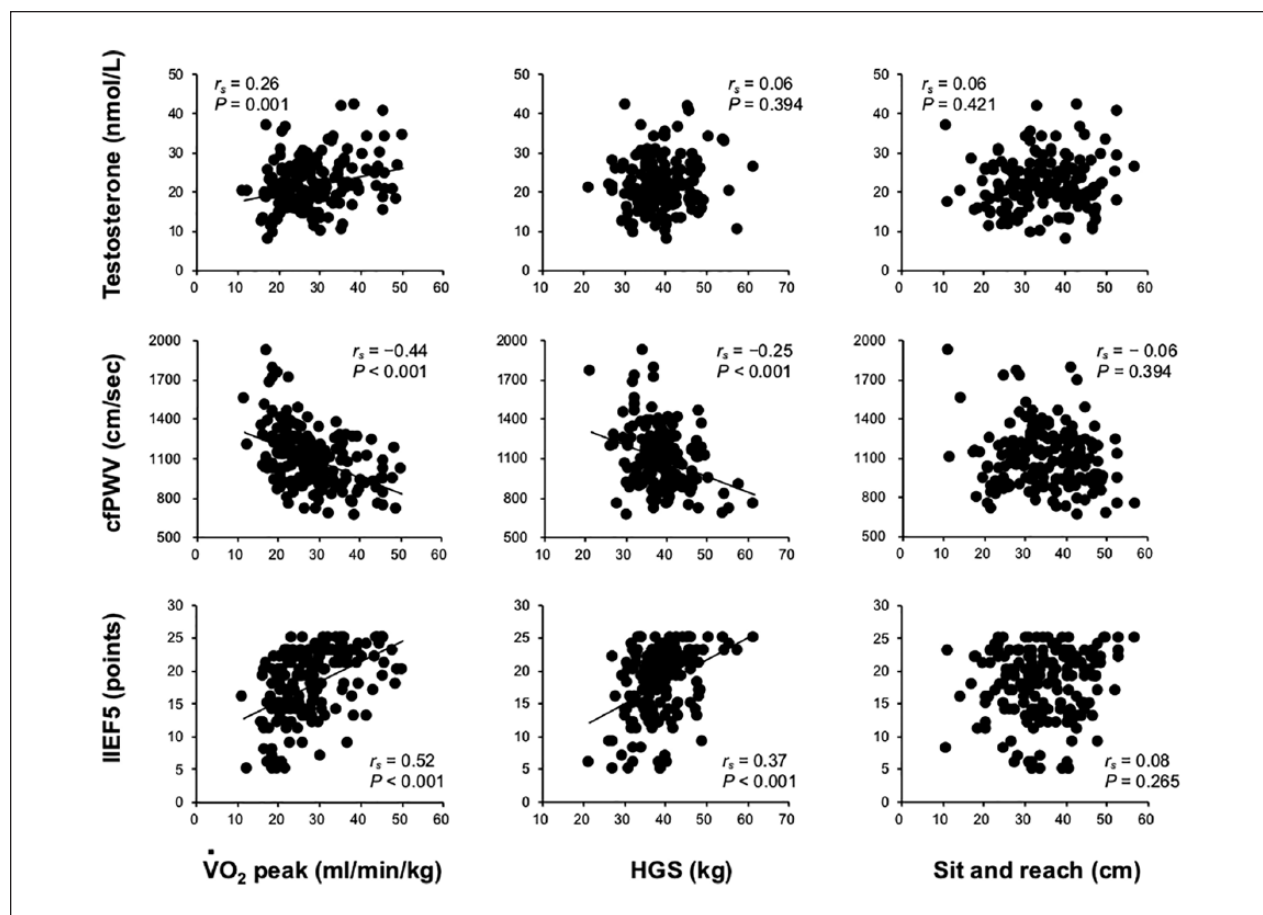 Testosterone (nmol/L)
50
40
30
20
10
0
0 10 20 30 40 50 60
r_s = 0.26
P = 0.001
50
40
30
20
10
0
10 20 30 40 50 60 70
r_s = 0.06
P = 0.394
50
40
30
20
10
0
0 10 20 30 40 50 60
r_s = 0.06
P = 0.421
cfPWV (cm/sec)
2000
1700
1400
1100
800
500
0 10 20 30 40 50 60
r_s = −0.44
P < 0.001
2000
1700
1400
1100
800
500
10 20 30 40 50 60 70
r_s = −0.25
P < 0.001
2000
1700
1400
1100
800
500
0 10 20 30 40 50 60
r_s = − 0.06
P = 0.394
IIEF5 (points)
30
25
20
15
10
5
0
0 10 20 30 40 50 60
r_s = 0.52
P < 0.001
30
25
20
15
10
5
0
10 20 30 40 50 60 70
r_s = 0.37
P < 0.001
30
25
20
15
10
5
0
0 10 20 30 40 50 60
r_s = 0.08
P = 0.265
V̇O₂ peak (ml/min/kg)
HGS (kg)
Sit and reach (cm)